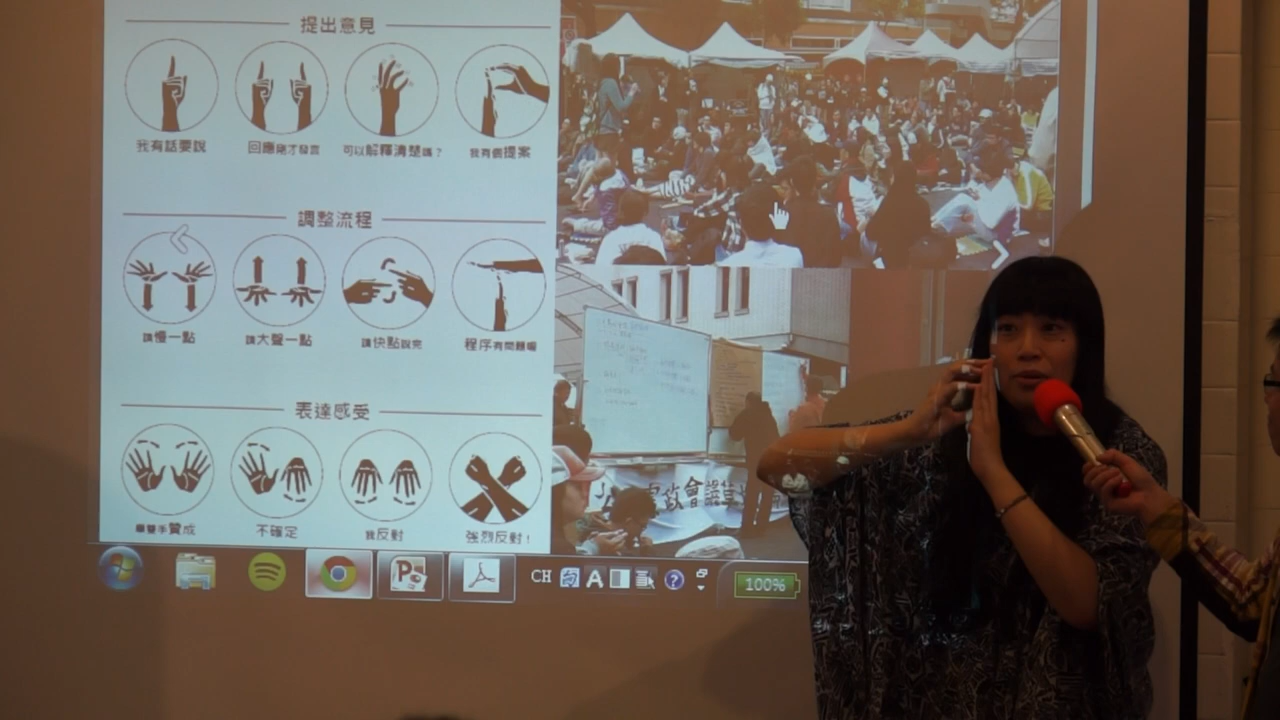 提出意見
我有話要說
回應後才發言
可以解釋清楚嗎?
我有個提案
調整流程
請慢一點
請大聲一點
請快點說完
程序有問題喔
表達感受
舉雙手贊成
不確定
我反對
強烈反對!
CH
100%